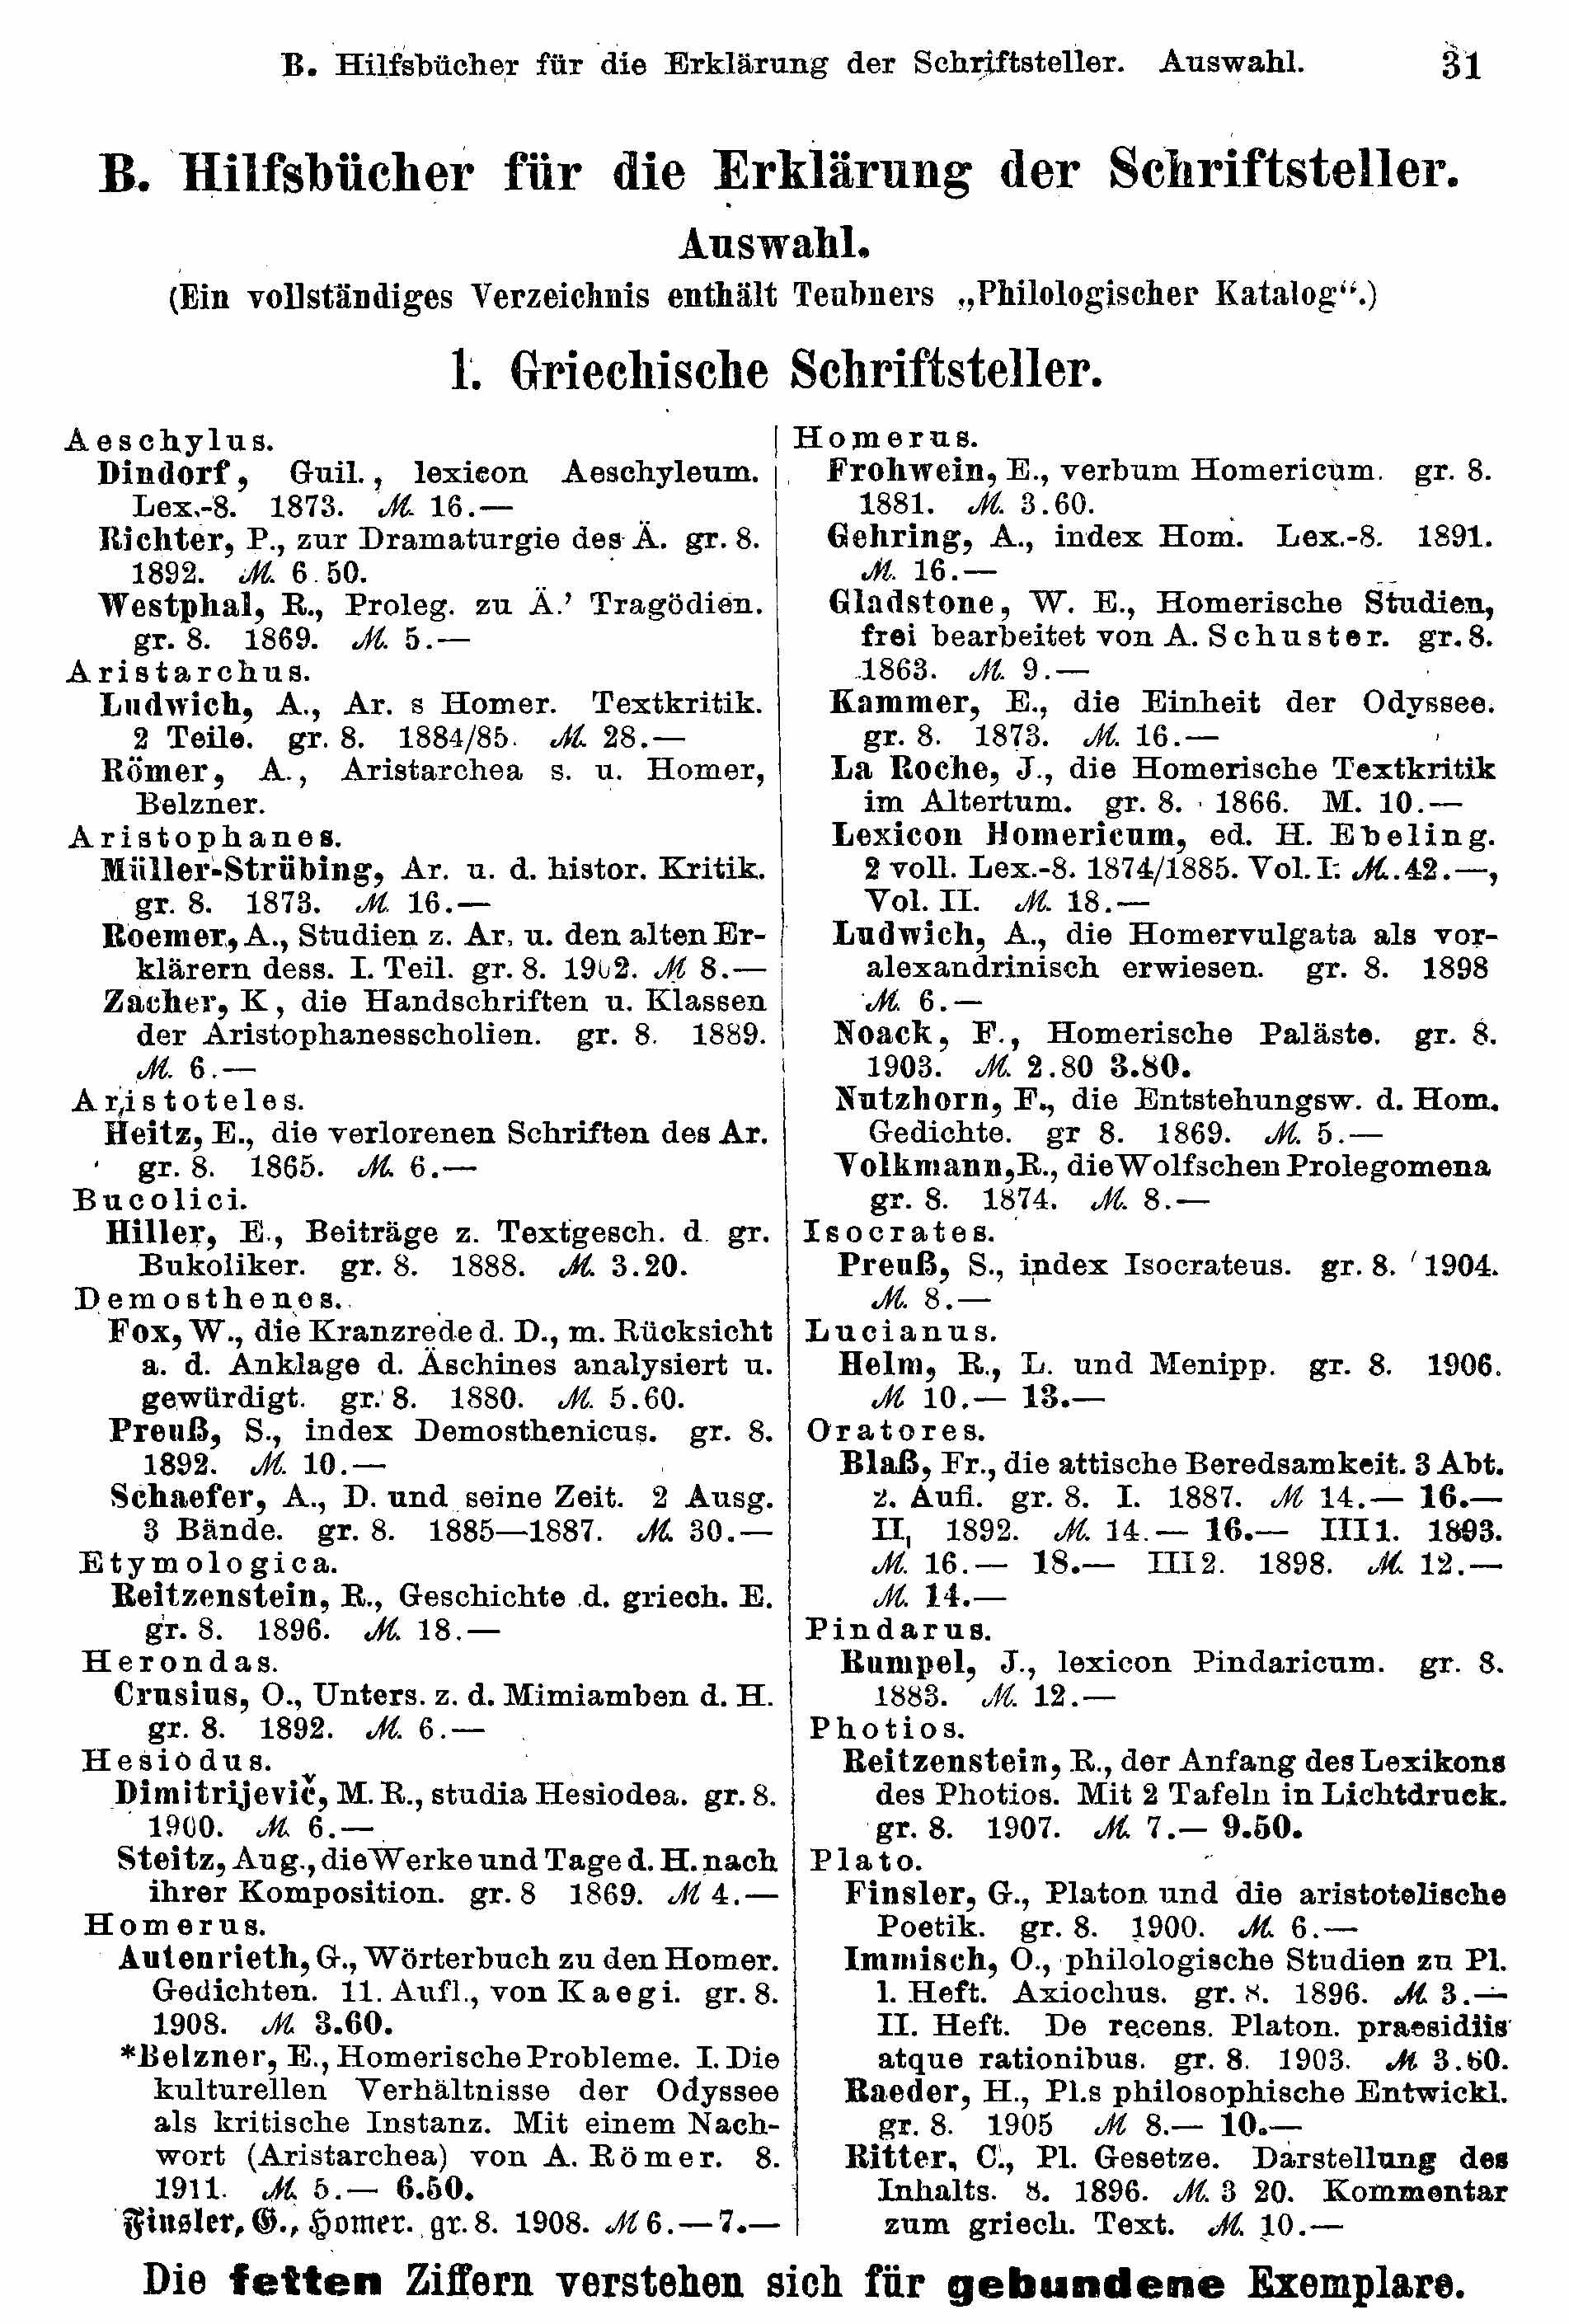 B. Hilfsbücher für die Erklärung der Schriftsteller. Auswahl. 31
B. Hilfsbücher für die Erklärung der Schriftsteller.
Auswahl.
(Ein vollständiges Verzeichnis enthält Teubners „Philologischer Katalog“.)
1. Griechische Schriftsteller.
Aeschylus.
Dindorf, Guil., lexicon Aeschyleum.
Lex.-8. 1873. ℳ 16.—
Richter, P., zur Dramaturgie des Ä. gr. 8.
1892. ℳ 6.50.
Westphal, R., Proleg. zu Ä.’ Tragödien.
gr. 8. 1869. ℳ 5.—
Aristarchus.
Ludwich, A., Ar. s Homer. Textkritik.
2 Teile. gr. 8. 1884/85. ℳ 28.—
Römer, A., Aristarchea s. u. Homer,
Belzner.
Aristophanes.
Müller-Strübing, Ar. u. d. histor. Kritik.
gr. 8. 1873. ℳ 16.—
Roemer, A., Studien z. Ar. u. den alten Er-
klärern dess. I. Teil. gr. 8. 1902. ℳ 8.—
Zacher, K, die Handschriften u. Klassen
der Aristophanesscholien. gr. 8. 1889.
ℳ 6.—
Aristoteles.
Heitz, E., die verlorenen Schriften des Ar.
gr. 8. 1865. ℳ 6.—
Bucolici.
Hiller, E., Beiträge z. Textgesch. d. gr.
Bukoliker. gr. 8. 1888. ℳ 3.20.
Demosthenes.
Fox, W., die Kranzrede d. D., m. Rücksicht
a. d. Anklage d. Äschines analysiert u.
gewürdigt. gr. 8. 1880. ℳ 5.60.
Preuß, S., index Demosthenicus. gr. 8.
1892. ℳ 10.—
Schaefer, A., D. und seine Zeit. 2 Ausg.
3 Bände. gr. 8. 1885—1887. ℳ 30.—
Etymologica.
Reitzenstein, R., Geschichte d. griech. E.
gr. 8. 1896. ℳ 18.—
Herondas.
Crusius, O., Unters. z. d. Mimiamben d. H.
gr. 8. 1892. ℳ 6.—
Hesiodus.
Dimitrijevič, M. R., studia Hesiodea. gr. 8.
1900. ℳ 6.—
Steitz, Aug., die Werke und Tage d. H. nach
ihrer Komposition. gr. 8 1869. ℳ 4.—
Homerus.
Autenrieth, G., Wörterbuch zu den Homer.
Gedichten. 11. Aufl., von Kaegi. gr. 8.
1908. ℳ 3.60.
*Belzner, E., Homerische Probleme. I. Die
kulturellen Verhältnisse der Odyssee
als kritische Instanz. Mit einem Nach-
wort (Aristarchea) von A. Römer. 8.
1911. ℳ 5.— 6.50.
Finsler, G., Homer. gr. 8. 1908. ℳ 6.— 7.—
Homerus.
Frohwein, E., verbum Homericum. gr. 8.
1881. ℳ 3.60.
Gehring, A., index Hom. Lex.-8. 1891.
ℳ 16.—
Gladstone, W. E., Homerische Studien,
frei bearbeitet von A. Schuster. gr. 8.
1863. ℳ 9.—
Kammer, E., die Einheit der Odyssee.
gr. 8. 1873. ℳ 16.—
La Roche, J., die Homerische Textkritik
im Altertum. gr. 8. 1866. M. 10.—
Lexicon Homericum, ed. H. Ebeling.
2 voll. Lex.-8. 1874/1885. Vol. I: ℳ 42.—,
Vol. II. ℳ 18.—
Ludwich, A., die Homervulgata als vor-
alexandrinisch erwiesen. gr. 8. 1898
ℳ 6.—
Noack, F., Homerische Paläste. gr. 8.
1903. ℳ 2.80 3.80.
Nutzhorn, F., die Entstehungsw. d. Hom.
Gedichte. gr 8. 1869. ℳ 5.—
Volkmann, R., die Wolfschen Prolegomena
gr. 8. 1874. ℳ 8.—
Isocrates.
Preuß, S., index Isocrateus. gr. 8. 1904.
ℳ 8.—
Lucianus.
Helm, R., L. und Menipp. gr. 8. 1906.
ℳ 10.— 13.—
Oratores.
Blaß, Fr., die attische Beredsamkeit. 3 Abt.
2. Aufl. gr. 8. I. 1887. ℳ 14.— 16.—
II, 1892. ℳ 14.— 16.— III 1. 1893.
ℳ 16.— 18.— III 2. 1898. ℳ 12.—
ℳ 14.—
Pindarus.
Rumpel, J., lexicon Pindaricum. gr. 8.
1883. ℳ 12.—
Photios.
Reitzenstein, R., der Anfang des Lexikons
des Photios. Mit 2 Tafeln in Lichtdruck.
gr. 8. 1907. ℳ 7.— 9.50.
Plato.
Finsler, G., Platon und die aristotelische
Poetik. gr. 8. 1900. ℳ 6.—
Immisch, O., philologische Studien zu Pl.
1. Heft. Axiochus. gr. 8. 1896. ℳ 3.—
II. Heft. De recens. Platon. praesidiis
atque rationibus. gr. 8. 1903. ℳ 3.60.
Raeder, H., Pl.s philosophische Entwickl.
gr. 8. 1905 ℳ 8.— 10.—
Ritter, C., Pl. Gesetze. Darstellung des
Inhalts. 8. 1896. ℳ 3 20. Kommentar
zum griech. Text. ℳ 10.—
Die fetten Ziffern verstehen sich für gebundene Exemplare.